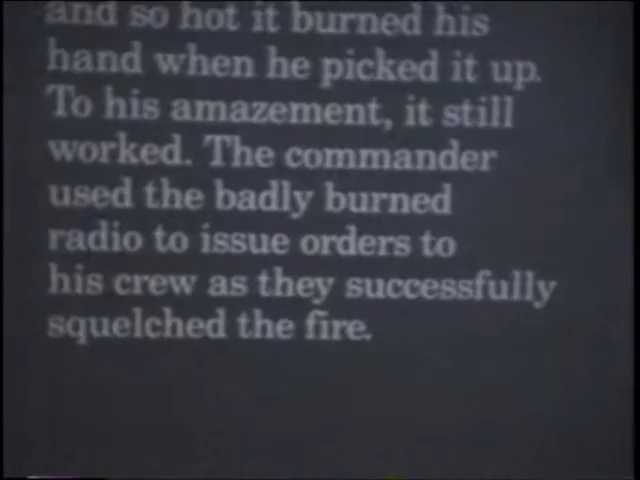 and so hot it burned his
hand when he picked it up.
To his amazement, it still
worked. The commander
used the badly burned
radio to issue orders to
his crew as they successfully
squelched the fire.